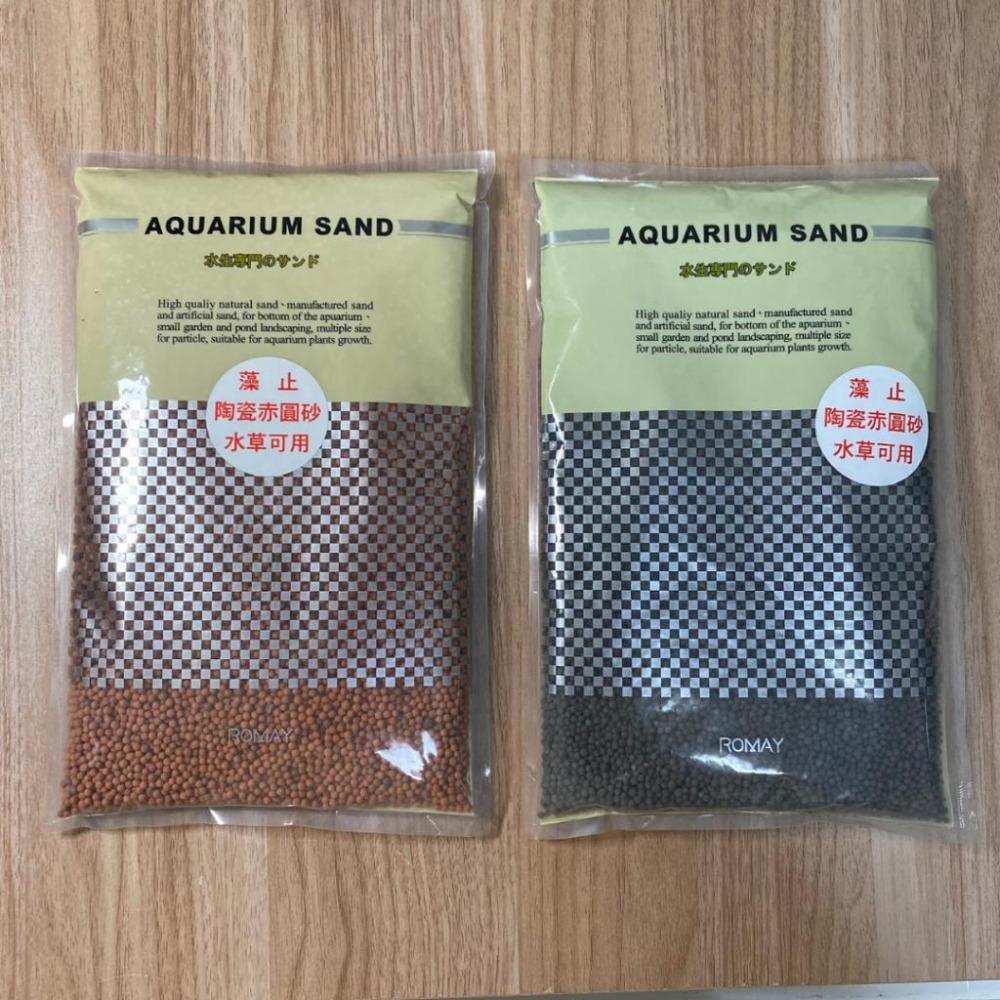 AQUARIUM SAND
水生專門のサンド
High qualiy natural sand、manufactured sand
and artificial sand, for bottom of the apuarium、
small garden and pond landscaping, multiple size
for particle, suitable for aquarium plants growth.
藻 止
陶瓷赤圓砂
水草可用
ROMAY
AQUARIUM SAND
水生專門のサンド
High qualiy natural sand、manufactured sand
and artificial sand, for bottom of the apuarium、
small garden and pond landscaping, multiple size
for particle, suitable for aquarium plants growth.
藻 止
陶瓷赤圓砂
水草可用
ROMAY